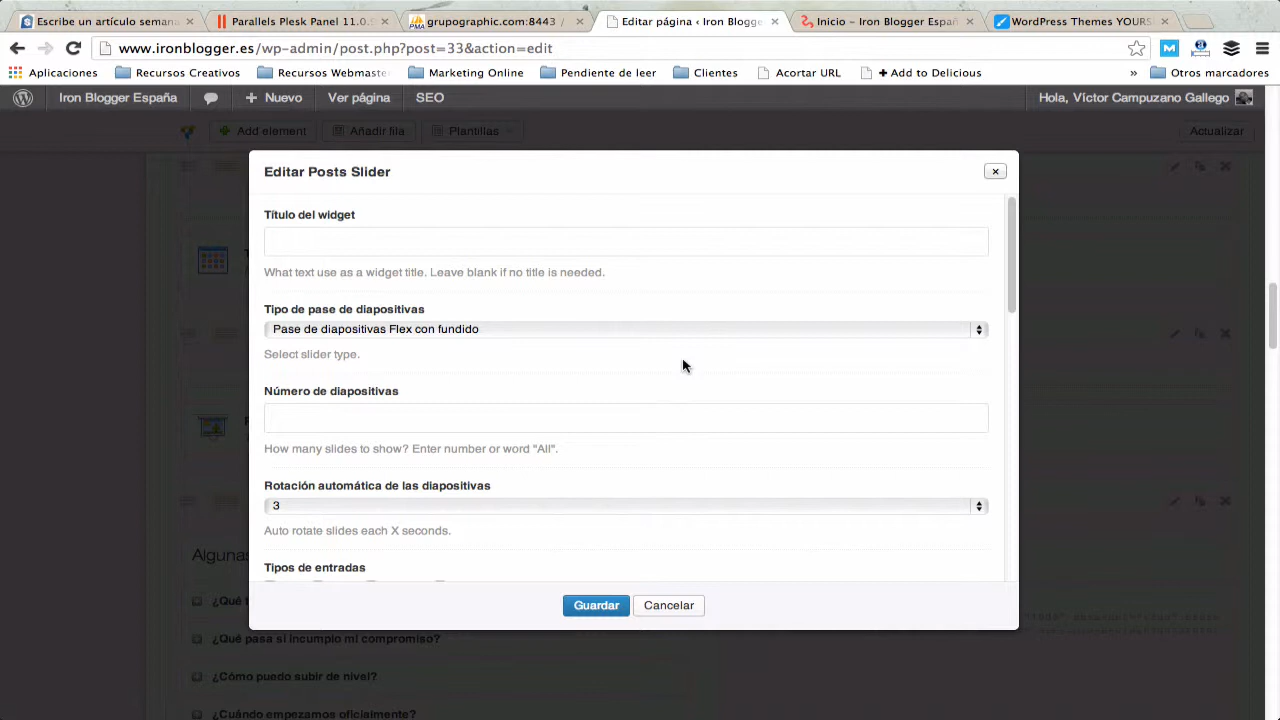 Escribe un artículo semana
Parallels Plesk Panel 11.0.9
grupographic.com:8443 /
Editar página ‹ Iron Blogge
Inicio — Iron Blogger Españ
WordPress Themes YOURS
www.ironblogger.es/wp-admin/post.php?post=33&action=edit
Aplicaciones
Recursos Creativos
Recursos Webmaste
Marketing Online
Pendiente de leer
Clientes
Acortar URL
+ Add to Delicious
»
Otros marcadores
Iron Blogger España
+ Nuevo
Ver página
SEO
Hola, Víctor Campuzano Gallego
Add element
Añadir fila
Plantillas
Actualizar
Editar Posts Slider
×
Título del widget
What text use as a widget title. Leave blank if no title is needed.
Tipo de pase de diapositivas
Pase de diapositivas Flex con fundido
Select slider type.
Número de diapositivas
How many slides to show? Enter number or word "All".
Rotación automática de las diapositivas
3
Auto rotate slides each X seconds.
Tipos de entradas
Guardar
Cancelar
Algunas
¿Qué
¿Qué pasa si incumplo mi compromiso?
¿Cómo puedo subir de nivel?
¿Cuándo empezamos oficialmente?